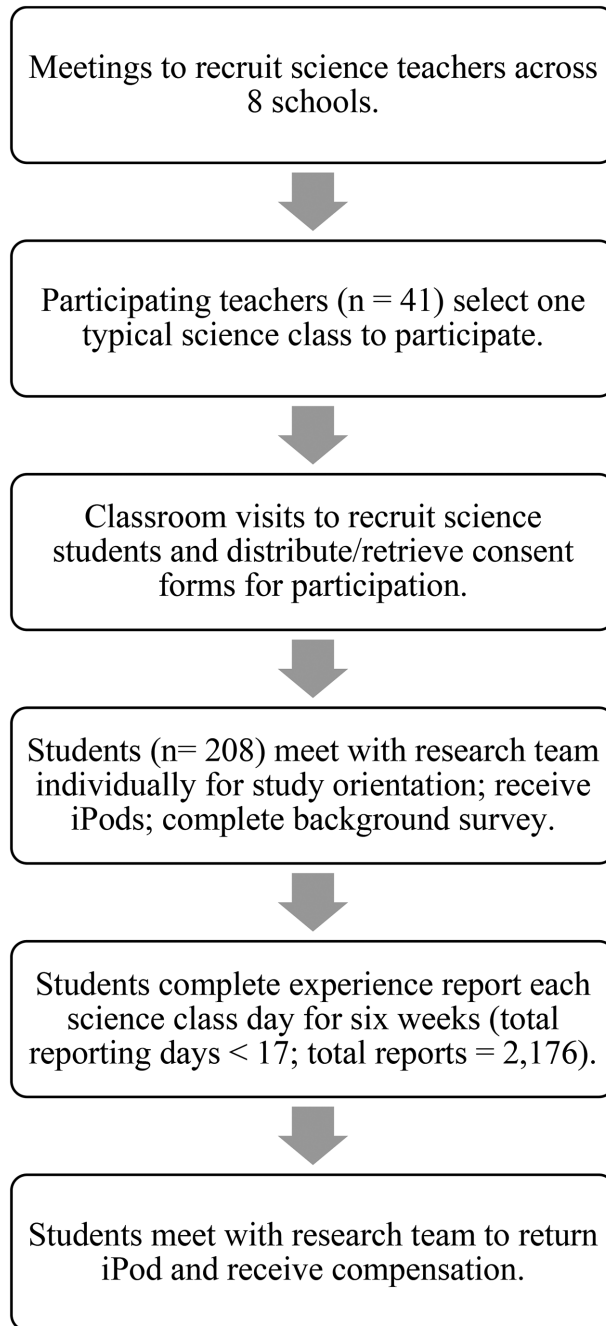 Meetings to recruit science teachers across
8 schools.
Participating teachers (n = 41) select one
typical science class to participate.
Classroom visits to recruit science
students and distribute/retrieve consent
forms for participation.
Students (n= 208) meet with research team
individually for study orientation; receive
iPods; complete background survey.
Students complete experience report each
science class day for six weeks (total
reporting days < 17; total reports = 2,176).
Students meet with research team to return
iPod and receive compensation.